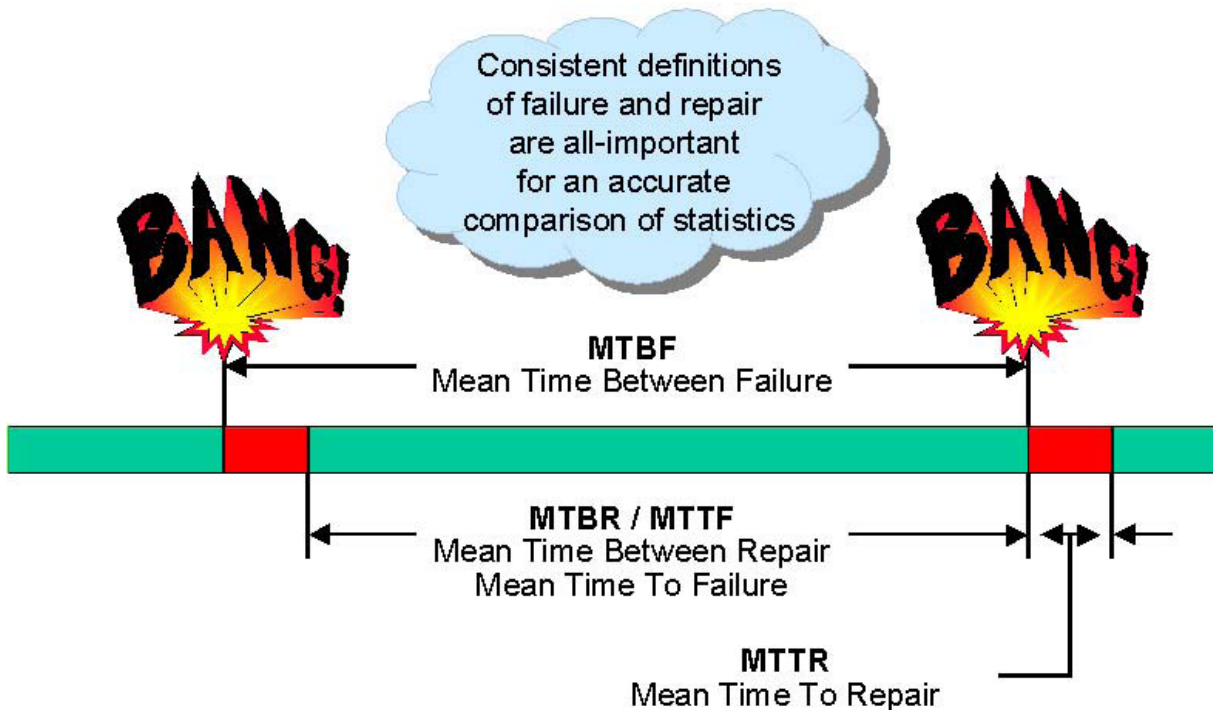 Consistent definitions
of failure and repair
are all-important
for an accurate
comparison of statistics
BANG!
BANG!
MTBF
Mean Time Between Failure
MTBR / MTTF
Mean Time Between Repair
Mean Time To Failure
MTTR
Mean Time To Repair